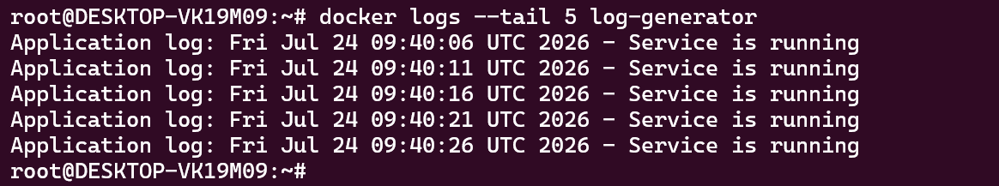 root@DESKTOP-VK19M09:~# docker logs --tail 5 log-generator
Application log: Fri Jul 24 09:40:06 UTC 2026 - Service is running
Application log: Fri Jul 24 09:40:11 UTC 2026 - Service is running
Application log: Fri Jul 24 09:40:16 UTC 2026 - Service is running
Application log: Fri Jul 24 09:40:21 UTC 2026 - Service is running
Application log: Fri Jul 24 09:40:26 UTC 2026 - Service is running
root@DESKTOP-VK19M09:~#